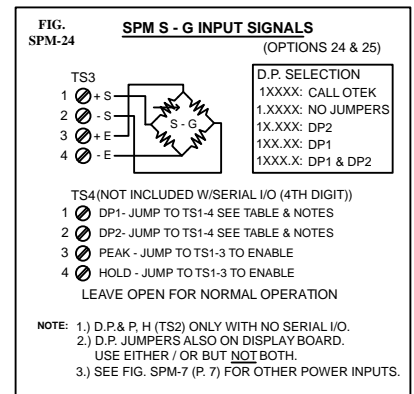 FIG.
SPM-24
SPM S - G INPUT SIGNALS
(OPTIONS 24 & 25)
TS3
1 + S
2 - S
3 + E
4 - E
S - G
D.P. SELECTION
1XXXX: CALL OTEK
1.XXXX: NO JUMPERS
1X.XXX: DP2
1XX.XX: DP1
1XXX.X: DP1 & DP2
TS4 (NOT INCLUDED W/SERIAL I/O (4TH DIGIT))
1 DP1- JUMP TO TS1-4 SEE TABLE & NOTES
2 DP2- JUMP TO TS1-4 SEE TABLE & NOTES
3 PEAK - JUMP TO TS1-3 TO ENABLE
4 HOLD - JUMP TO TS1-3 TO ENABLE
LEAVE OPEN FOR NORMAL OPERATION
NOTE: 1.) D.P.& P, H (TS2) ONLY WITH NO SERIAL I/O.
2.) D.P. JUMPERS ALSO ON DISPLAY BOARD.
USE EITHER / OR BUT NOT BOTH.
3.) SEE FIG. SPM-7 (P. 7) FOR OTHER POWER INPUTS.